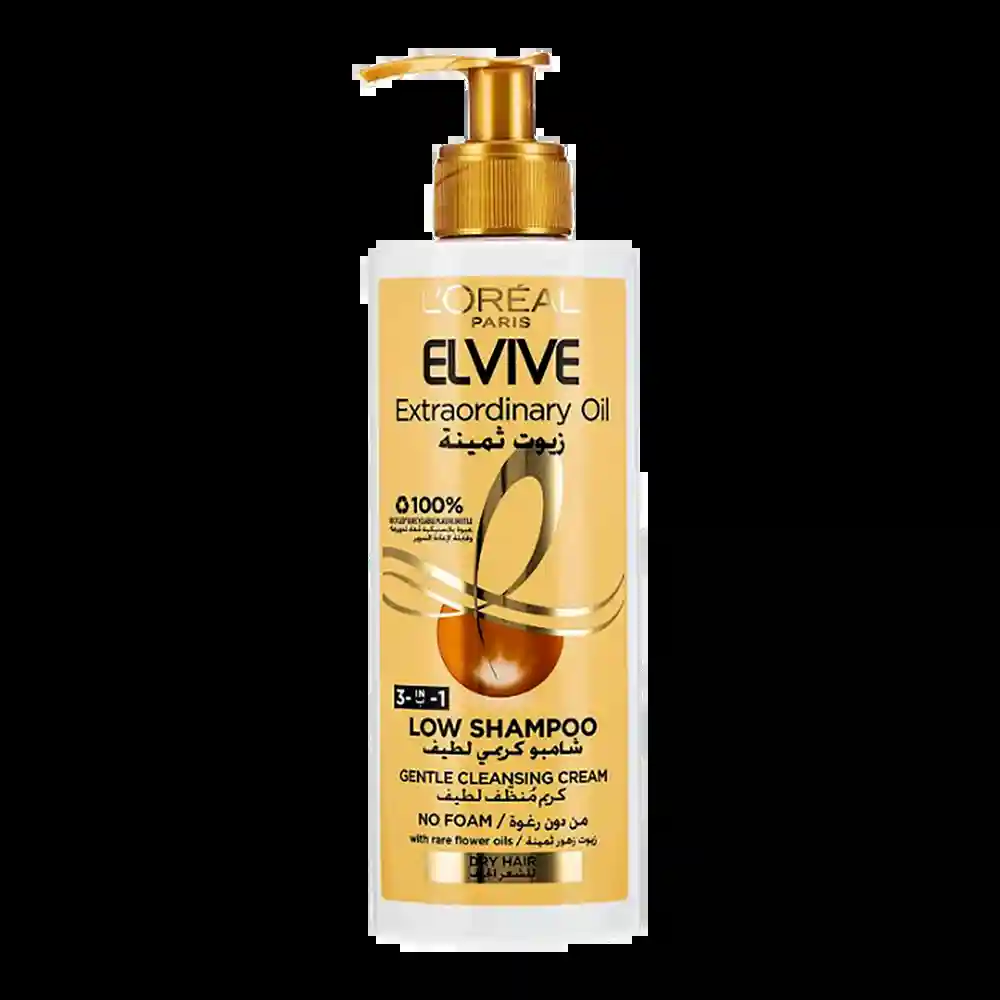 L'ORÉAL
PARIS
ELVIVE
Extraordinary Oil
زيوت ثمينة
100%
3-IN ب-1
LOW SHAMPOO
شامبو كريمي لطيف
GENTLE CLEANSING CREAM
كريم مُنظّف لطيف
NO FOAM / من دون رغوة
with rare flower oils / زيوت زهور ثمينة
DRY HAIR